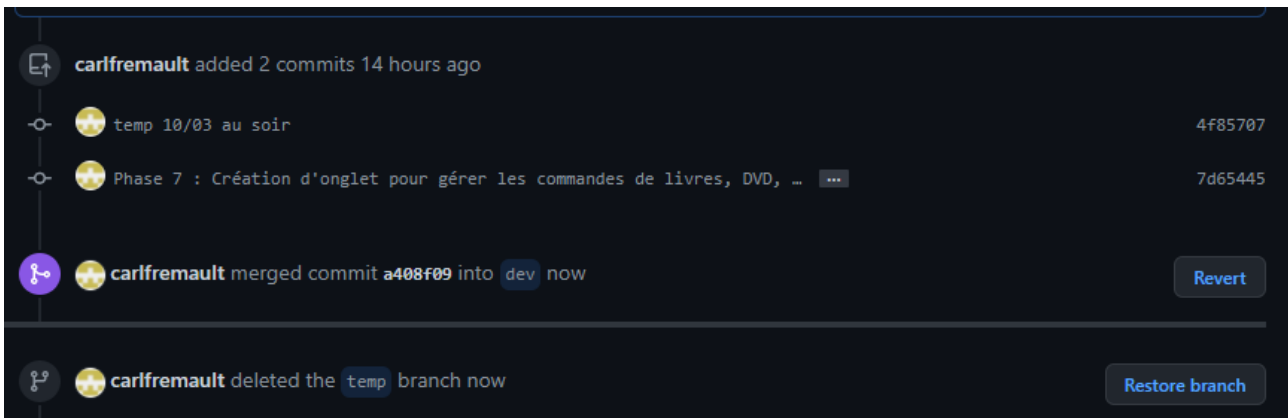 carlfremault added 2 commits 14 hours ago
temp 10/03 au soir 4f85707
Phase 7 : Création d'onglet pour gérer les commandes de livres, DVD, … ... 7d65445
carlfremault merged commit a408f09 into dev now Revert
carlfremault deleted the temp branch now Restore branch